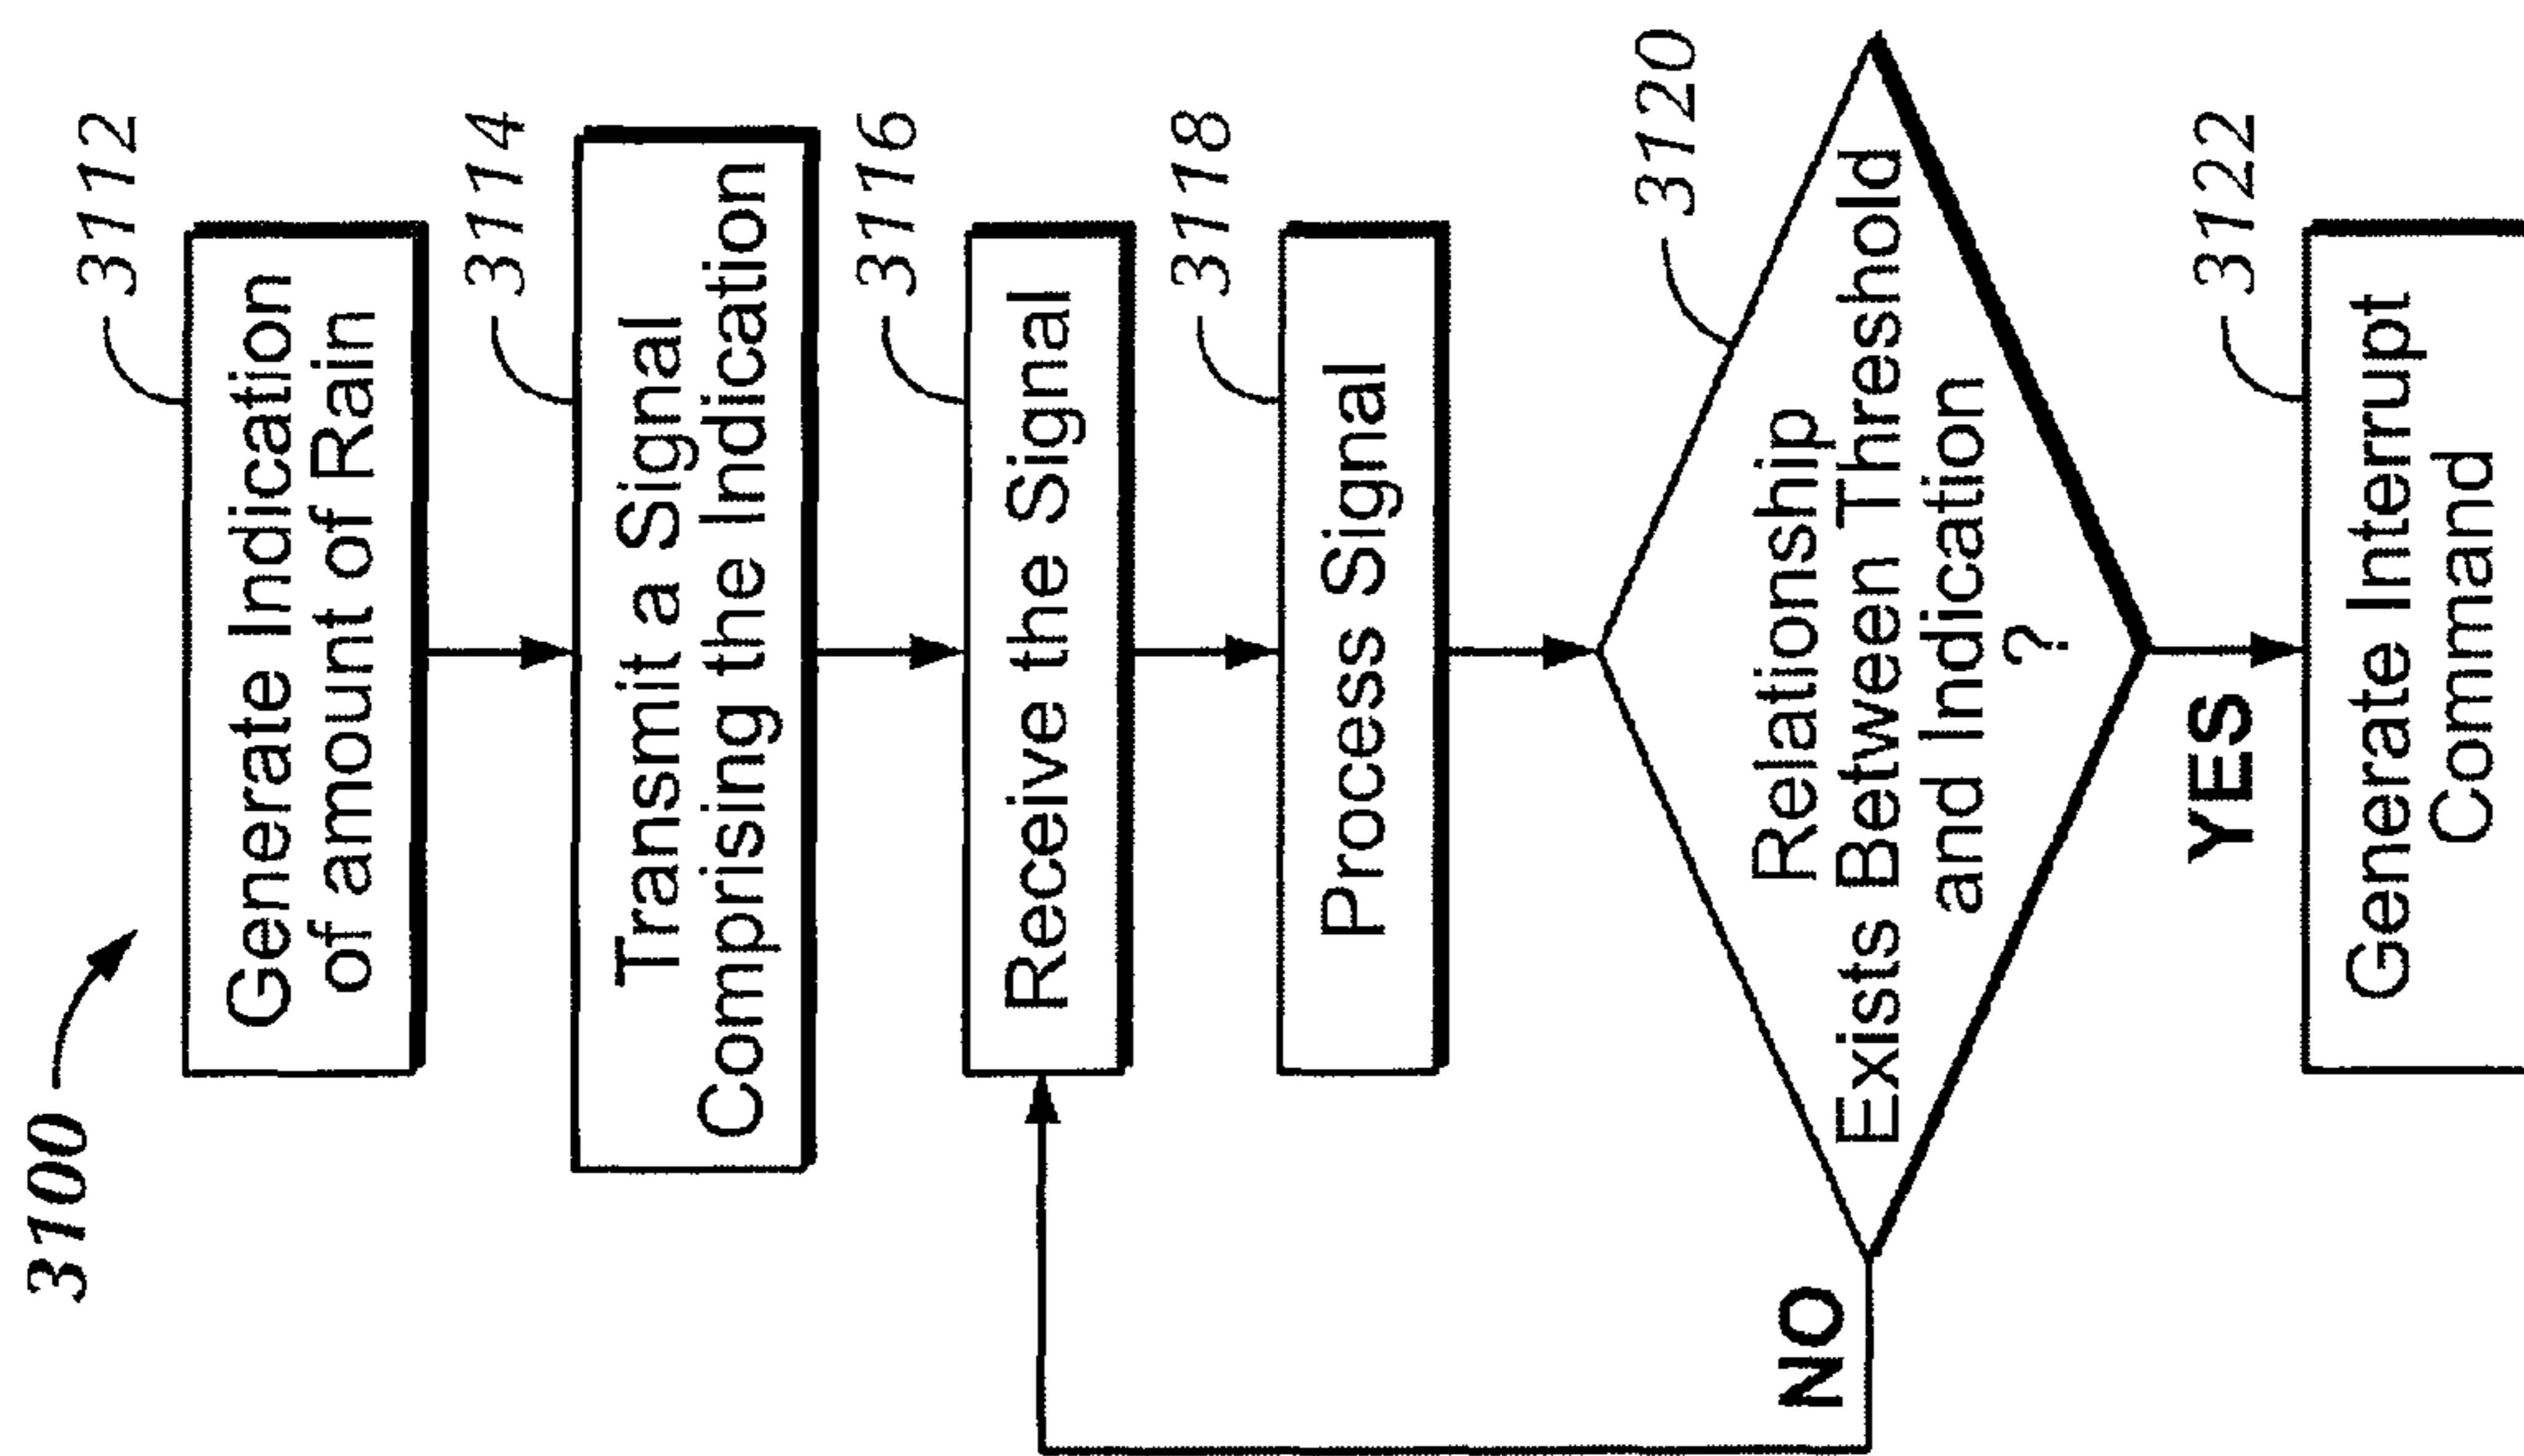 3100
3112
Generate Indication
of amount of Rain
3114
Transmit a Signal
Comprising the Indication
3116
Receive the Signal
3118
Process Signal
3120
Relationship
Exists Between Threshold
and Indication
?
NO
YES
3122
Generate Interrupt
Command